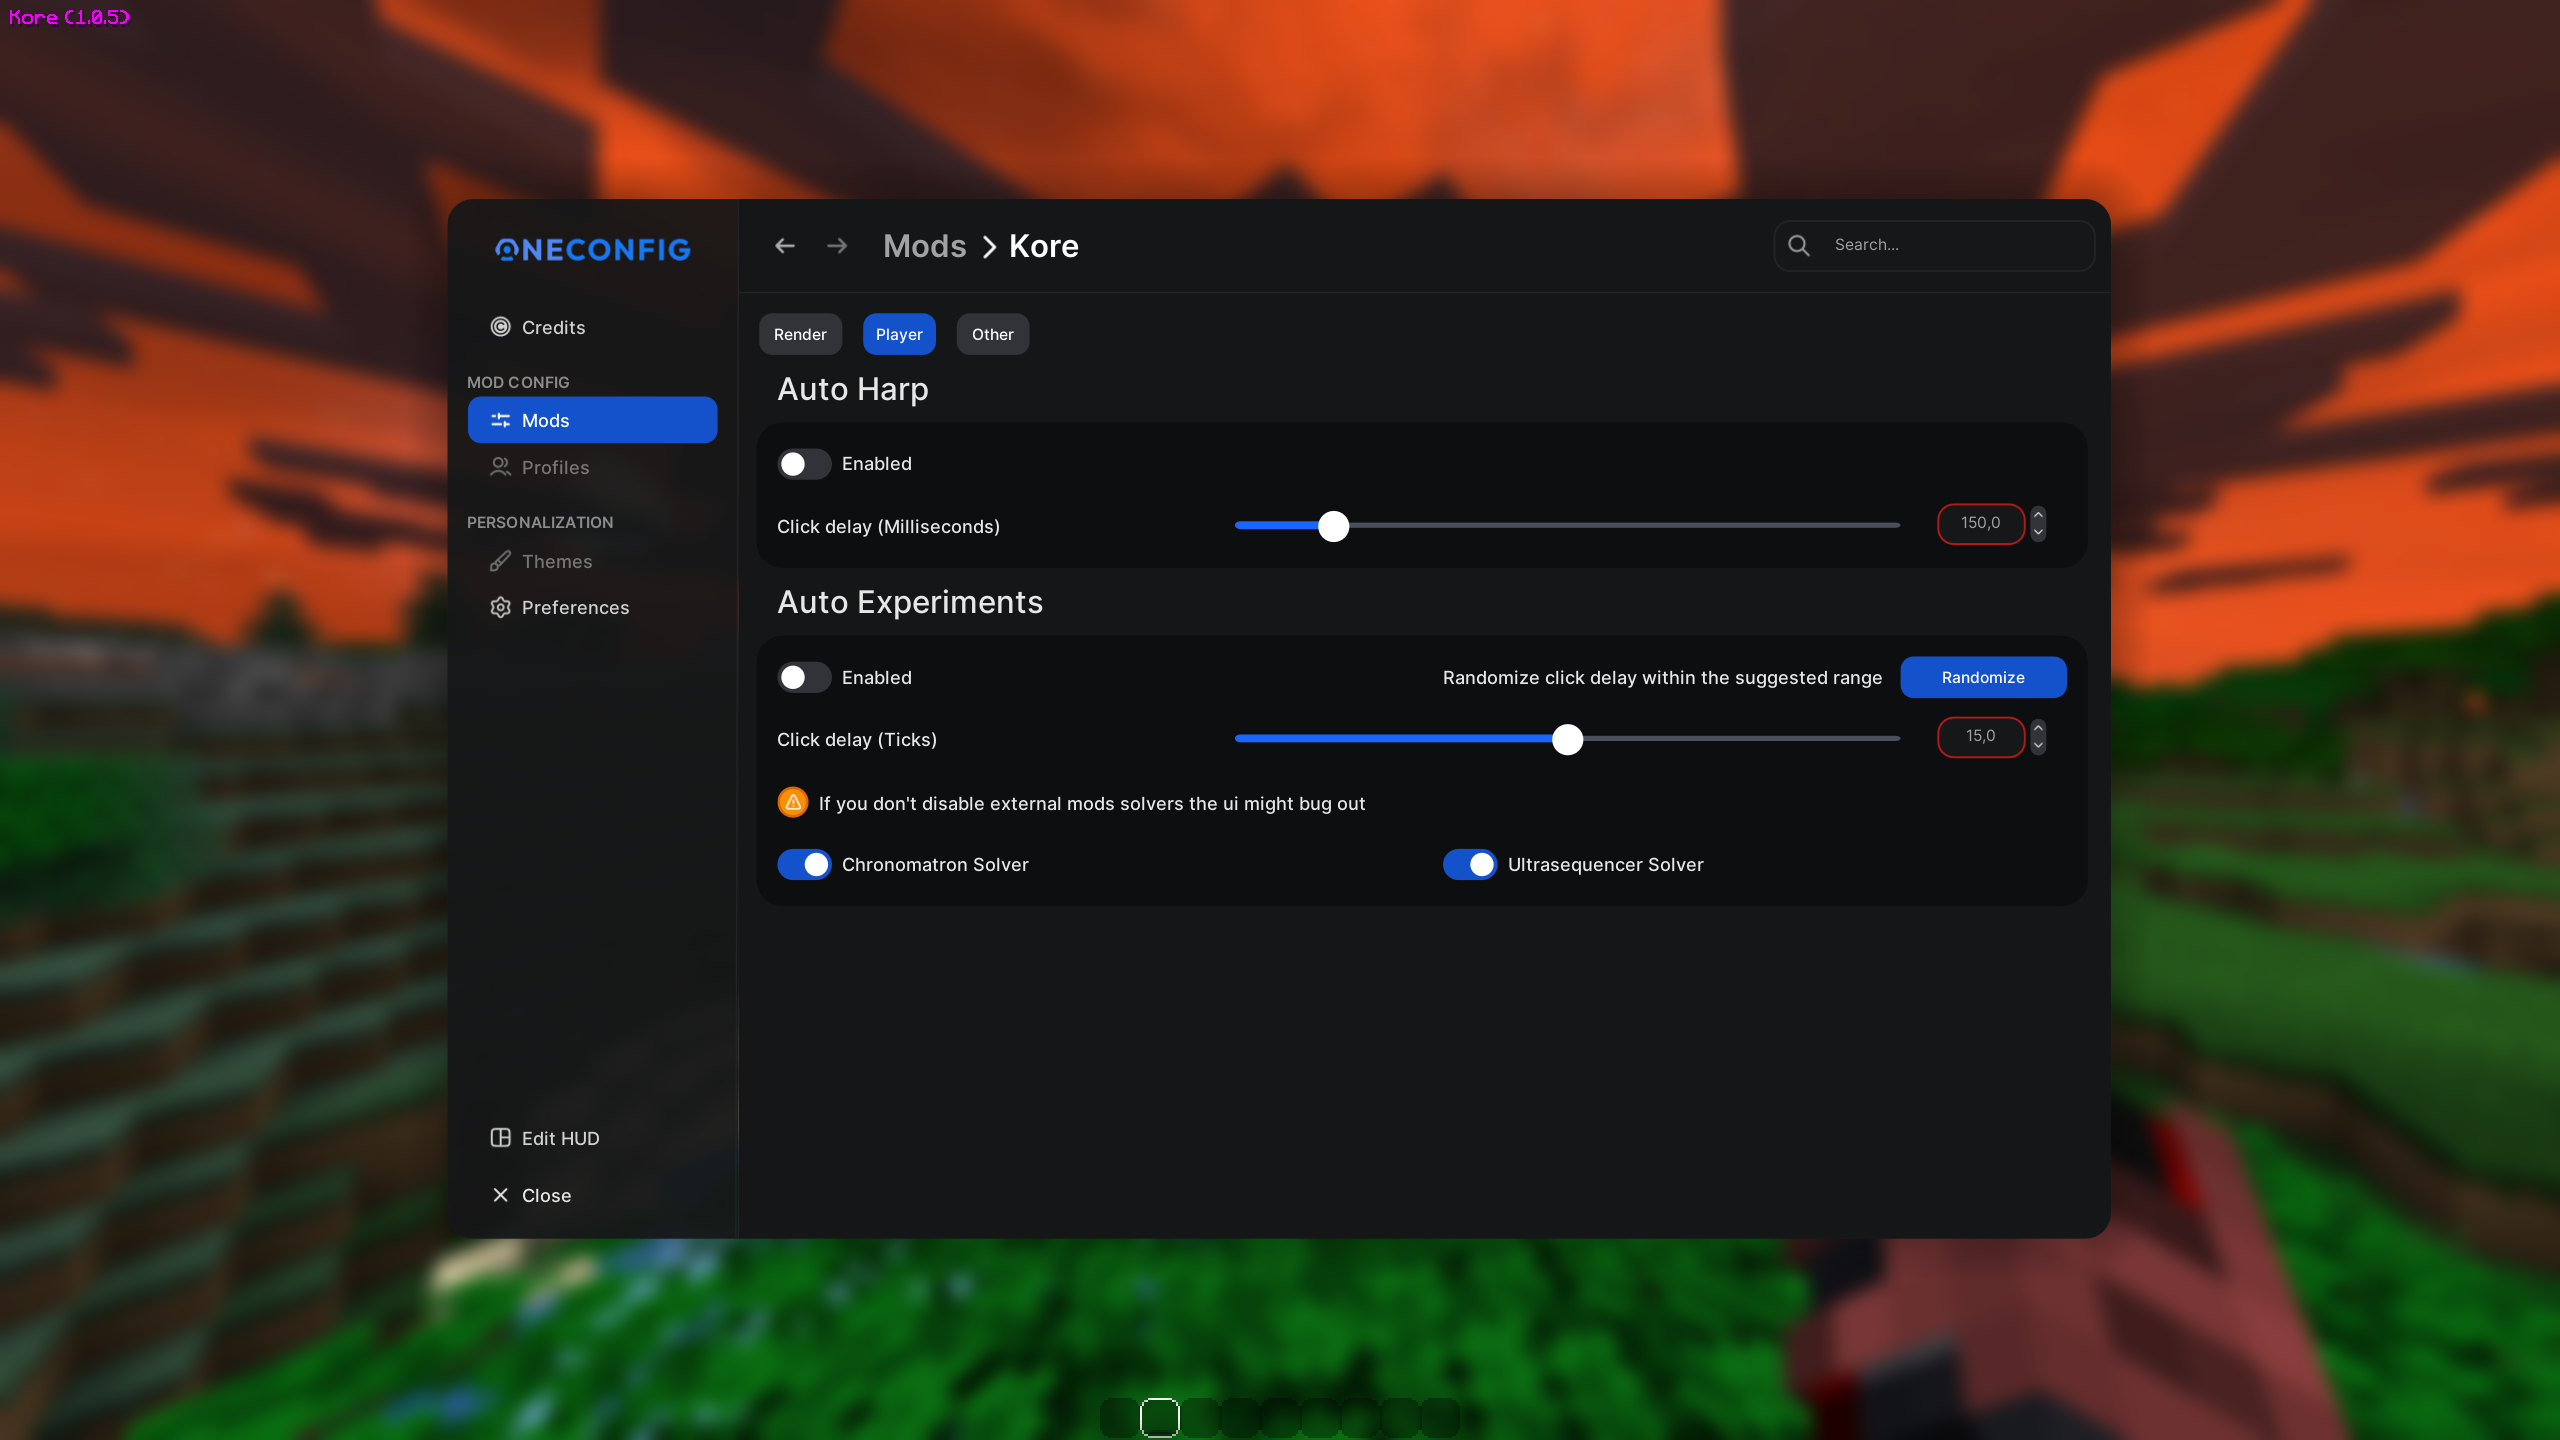 Kore (1.0.5)
ONECONFIG
Mods
Kore
Search...
Credits
MOD CONFIG
Mods
Profiles
PERSONALIZATION
Themes
Preferences
Edit HUD
Close
Render
Player
Other
Auto Harp
Enabled
Click delay (Milliseconds)
150,0
Auto Experiments
Enabled
Randomize click delay within the suggested range
Randomize
Click delay (Ticks)
15,0
If you don't disable external mods solvers the ui might bug out
Chronomatron Solver
Ultrasequencer Solver